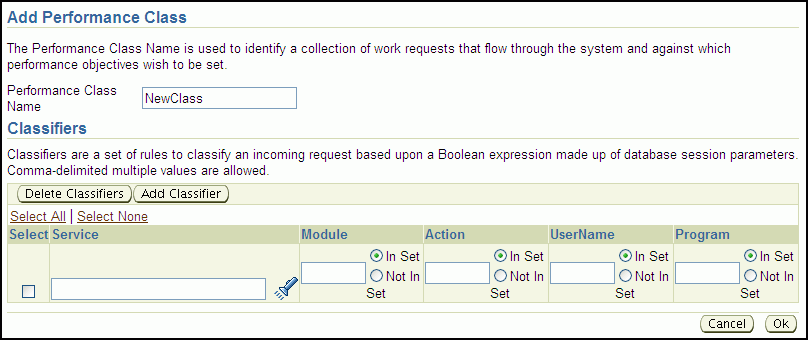 Add Performance Class
The Performance Class Name is used to identify a collection of work requests that flow through the system and against which
performance objectives wish to be set.
Performance Class
Name
NewClass
Classifiers
Classifiers are a set of rules to classify an incoming request based upon a Boolean expression made up of database session parameters.
Comma-delimited multiple values are allowed.
Delete Classifiers Add Classifier
Select All | Select None
Select Service Module Action UserName Program
In Set In Set In Set In Set
Not In Not In Not In Not In
Set Set Set Set
Cancel Ok